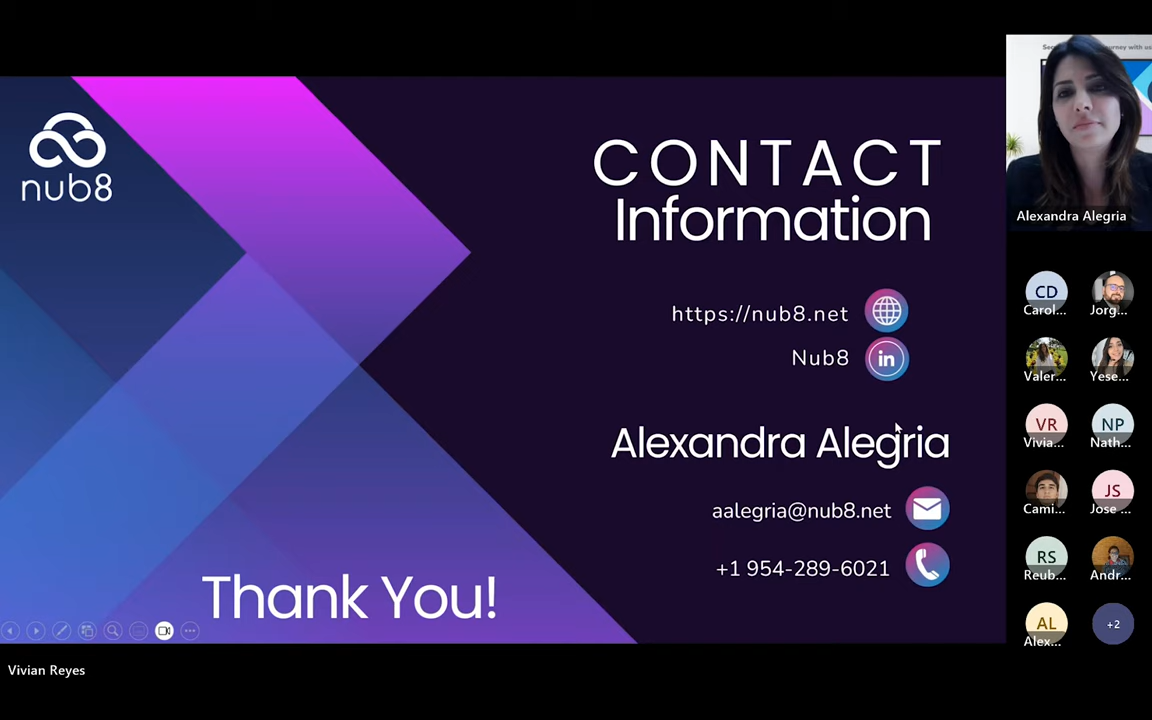 nub8
CONTACT
Information
https://nub8.net
Nub8
in
Alexandra Alegria
aalegria@nub8.net
+1 954-289-6021
Thank You!
Vivian Reyes
Alexandra Alegria
CD
Carol...
Jorg...
Valer...
Yese...
VR
Vivia...
NP
Nath...
Cami...
JS
Jose ...
RS
Reub...
Andr...
AL
Alex...
+2